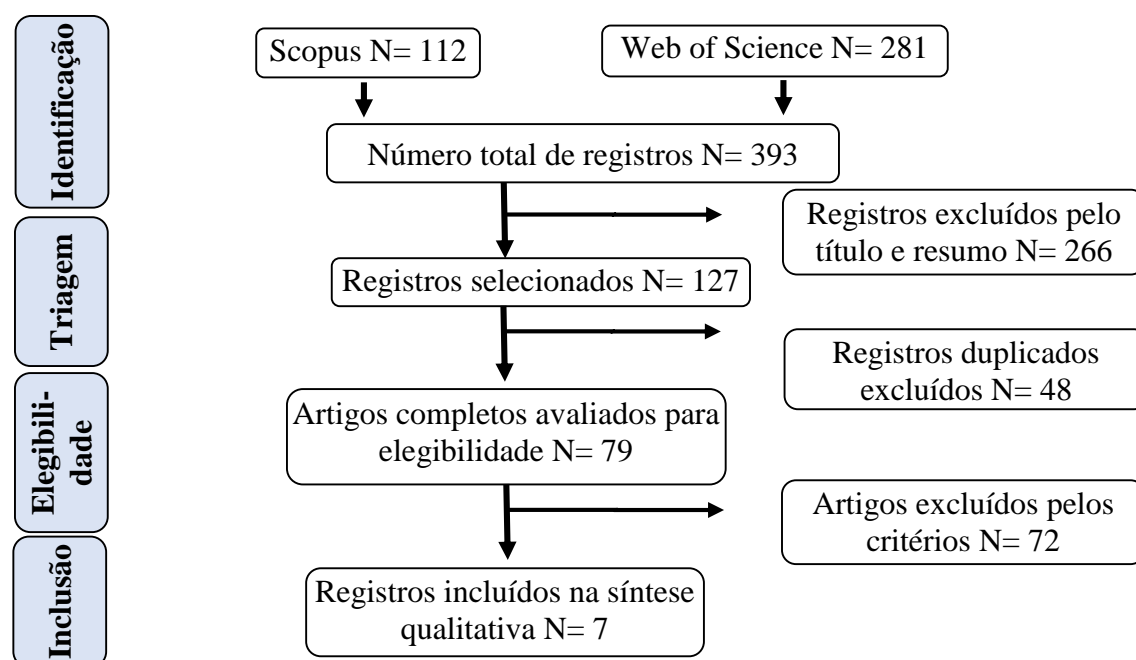 Identificação
Scopus N= 112
Web of Science N= 281
Número total de registros N= 393
Triagem
Registros excluídos pelo
título e resumo N= 266
Registros selecionados N= 127
Registros duplicados
excluídos N= 48
Elegibili-
dade
Artigos completos avaliados para
elegibilidade N= 79
Artigos excluídos pelos
critérios N= 72
Inclusão
Registros incluídos na síntese
qualitativa N= 7